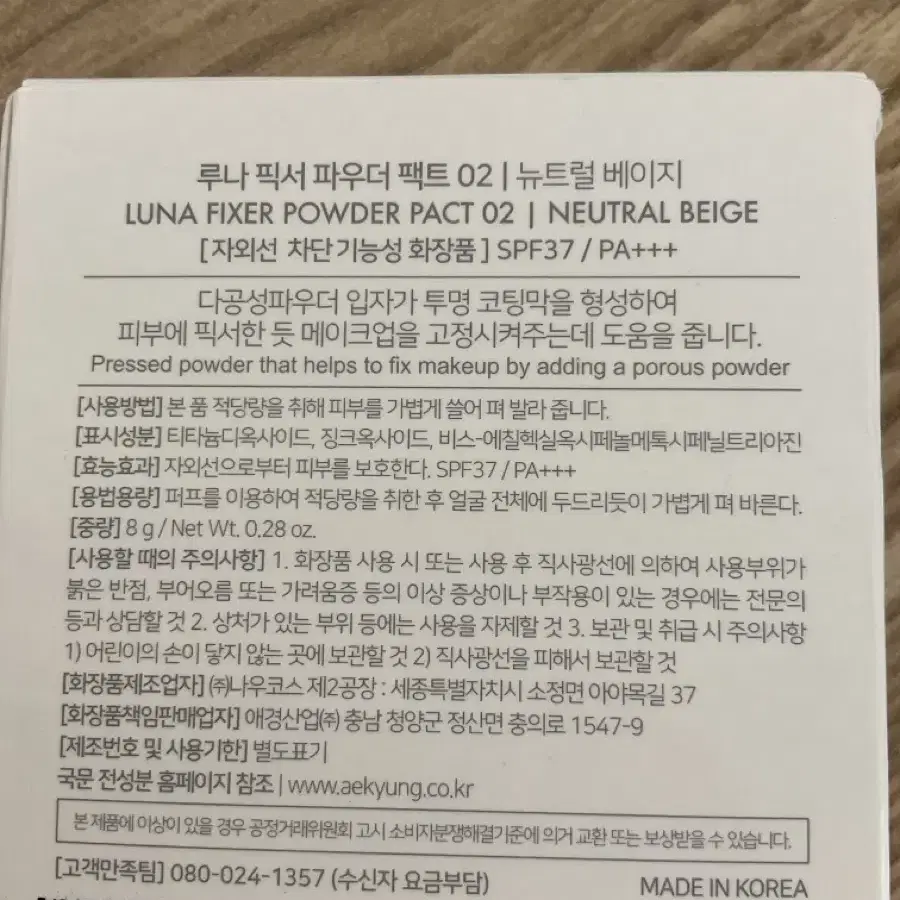 루나 픽서 파우더 팩트 02 | 뉴트럴 베이지
LUNA FIXER POWDER PACT 02 | NEUTRAL BEIGE
[자외선 차단 기능성 화장품] SPF37 / PA+++
다공성파우더 입자가 투명 코팅막을 형성하여
피부에 픽서한 듯 메이크업을 고정시켜주는데 도움을 줍니다.
Pressed powder that helps to fix makeup by adding a porous powder
[사용방법] 본 품 적당량을 취해 피부를 가볍게 쓸어 펴 발라 줍니다.
[표시성분] 티타늄디옥사이드, 징크옥사이드, 비스-에칠헥실옥시페놀메톡시페닐트리아진
[효능효과] 자외선으로부터 피부를 보호한다. SPF37 / PA+++
[용법용량] 퍼프를 이용하여 적당량을 취한 후 얼굴 전체에 두드리듯이 가볍게 펴 바른다.
[중량] 8 g / Net Wt. 0.28 oz.
[사용할 때의 주의사항] 1. 화장품 사용 시 또는 사용 후 직사광선에 의하여 사용부위가
붉은 반점, 부어오름 또는 가려움증 등의 이상 증상이나 부작용이 있는 경우에는 전문의
등과 상담할 것 2. 상처가 있는 부위 등에는 사용을 자제할 것 3. 보관 및 취급 시 주의사항
1) 어린이의 손이 닿지 않는 곳에 보관할 것 2) 직사광선을 피해서 보관할 것
[화장품제조업자] ㈜나우코스 제2공장 : 세종특별자치시 소정면 아야목길 37
[화장품책임판매업자] 애경산업㈜ 충남 청양군 정산면 충의로 1547-9
[제조번호 및 사용기한] 별도표기
국문 전성분 홈페이지 참조 | www.aekyung.co.kr
본 제품에 이상이 있을 경우 공정거래위원회 고시 소비자분쟁해결기준에 의거 교환 또는 보상받을 수 있습니다.
[고객만족팀] 080-024-1357 (수신자 요금부담)
MADE IN KOREA